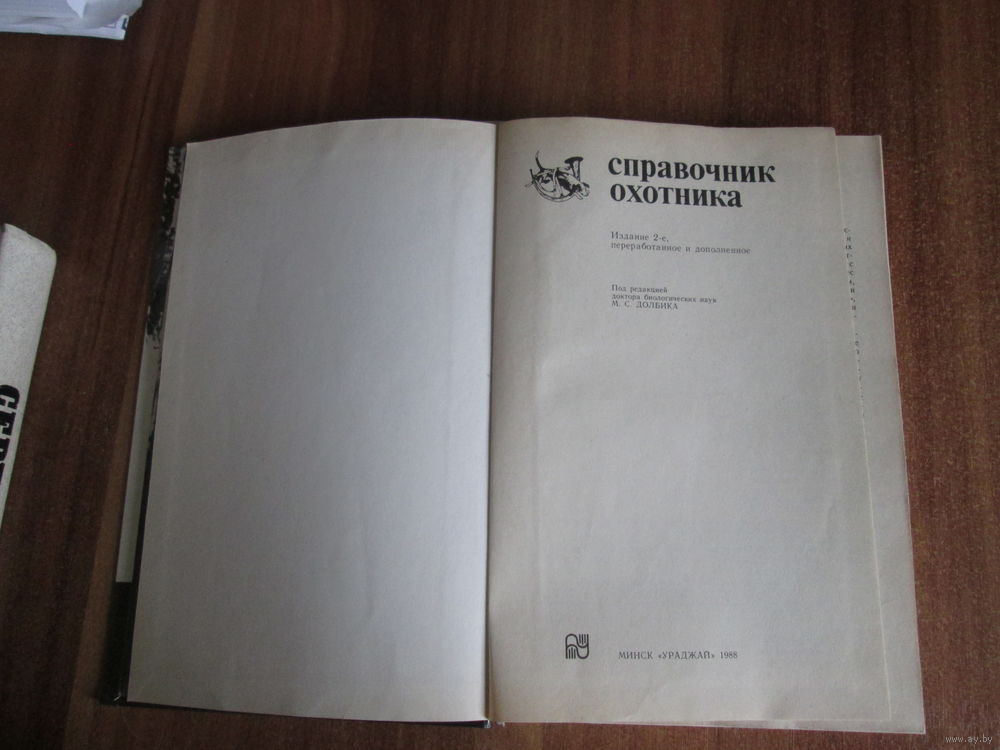 справочник
охотника
Издание 2-е,
переработанное и дополненное
Под редакцией
доктора биологических наук
М. С. ДОЛБИКА
МИНСК «УРАДЖАЙ» 1988
www.ay.by